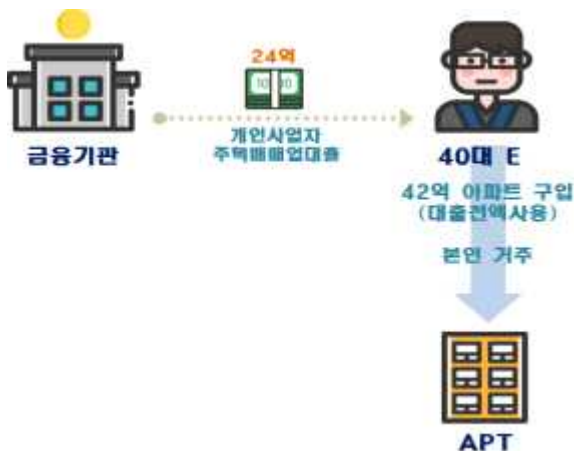 24억
개인사업자
주택매매업대출
금융기관
40대 E
42억 아파트 구입
(대출전액사용)
본인 거주
APT